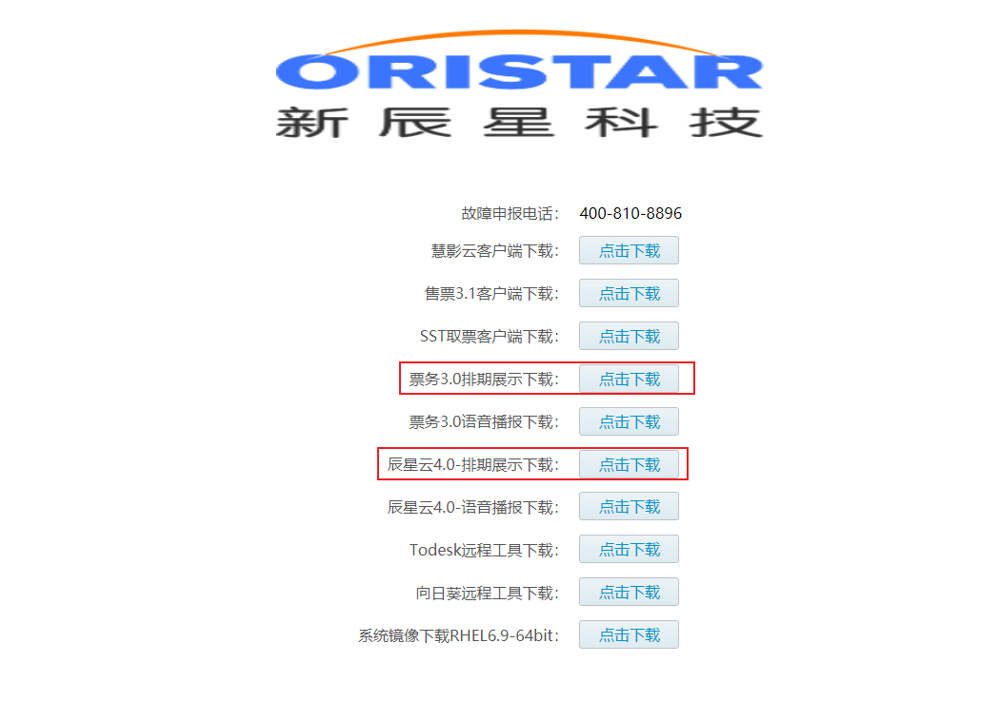 ORISTAR
新辰星科技
故障申报电话： 400-810-8896
慧影云客户端下载： 点击下载
售票3.1客户端下载： 点击下载
SST取票客户端下载： 点击下载
票务3.0排期展示下载： 点击下载
票务3.0语音播报下载： 点击下载
辰星云4.0-排期展示下载： 点击下载
辰星云4.0-语音播报下载： 点击下载
Todesk远程工具下载： 点击下载
向日葵远程工具下载： 点击下载
系统镜像下载RHEL6.9-64bit： 点击下载